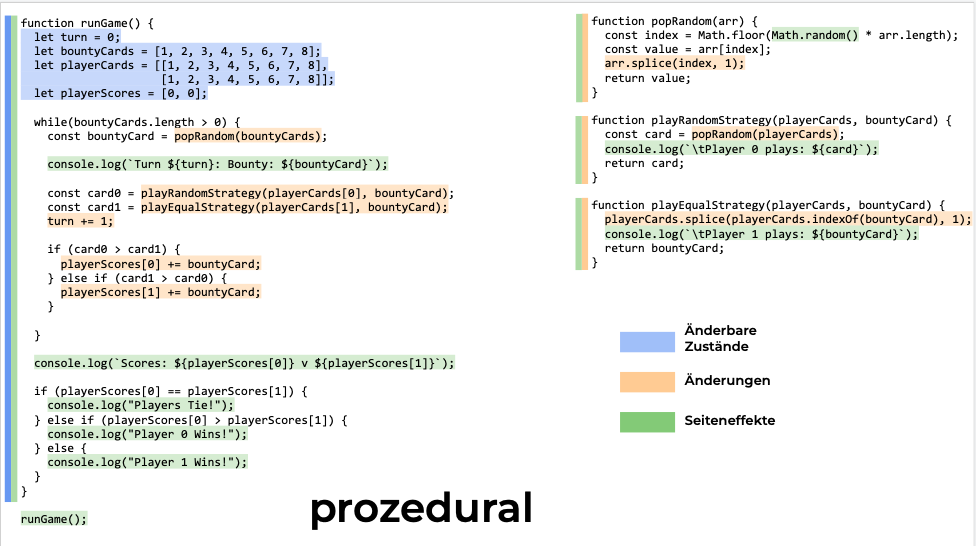 function runGame() {
let turn = 0;
let bountyCards = [1, 2, 3, 4, 5, 6, 7, 8];
let playerCards = [[1, 2, 3, 4, 5, 6, 7, 8],
[1, 2, 3, 4, 5, 6, 7, 8]];
let playerScores = [0, 0];
while(bountyCards.length > 0) {
const bountyCard = popRandom(bountyCards);
console.log(`Turn ${turn}: Bounty: ${bountyCard}`);
const card0 = playRandomStrategy(playerCards[0], bountyCard);
const card1 = playEqualStrategy(playerCards[1], bountyCard);
turn += 1;
if (card0 > card1) {
playerScores[0] += bountyCard;
} else if (card1 > card0) {
playerScores[1] += bountyCard;
}
}
console.log(`Scores: ${playerScores[0]} v ${playerScores[1]}`);
if (playerScores[0] == playerScores[1]) {
console.log("Players Tie!");
} else if (playerScores[0] > playerScores[1]) {
console.log("Player 0 Wins!");
} else {
console.log("Player 1 Wins!");
}
}
runGame();
function popRandom(arr) {
const index = Math.floor(Math.random() * arr.length);
const value = arr[index];
arr.splice(index, 1);
return value;
}
function playRandomStrategy(playerCards, bountyCard) {
const card = popRandom(playerCards);
console.log(`\tPlayer 0 plays: ${card}`);
return card;
}
function playEqualStrategy(playerCards, bountyCard) {
playerCards.splice(playerCards.indexOf(bountyCard), 1);
console.log(`\tPlayer 1 plays: ${bountyCard}`);
return bountyCard;
}
Änderbare
Zustände
Änderungen
Seiteneffekte
prozedural